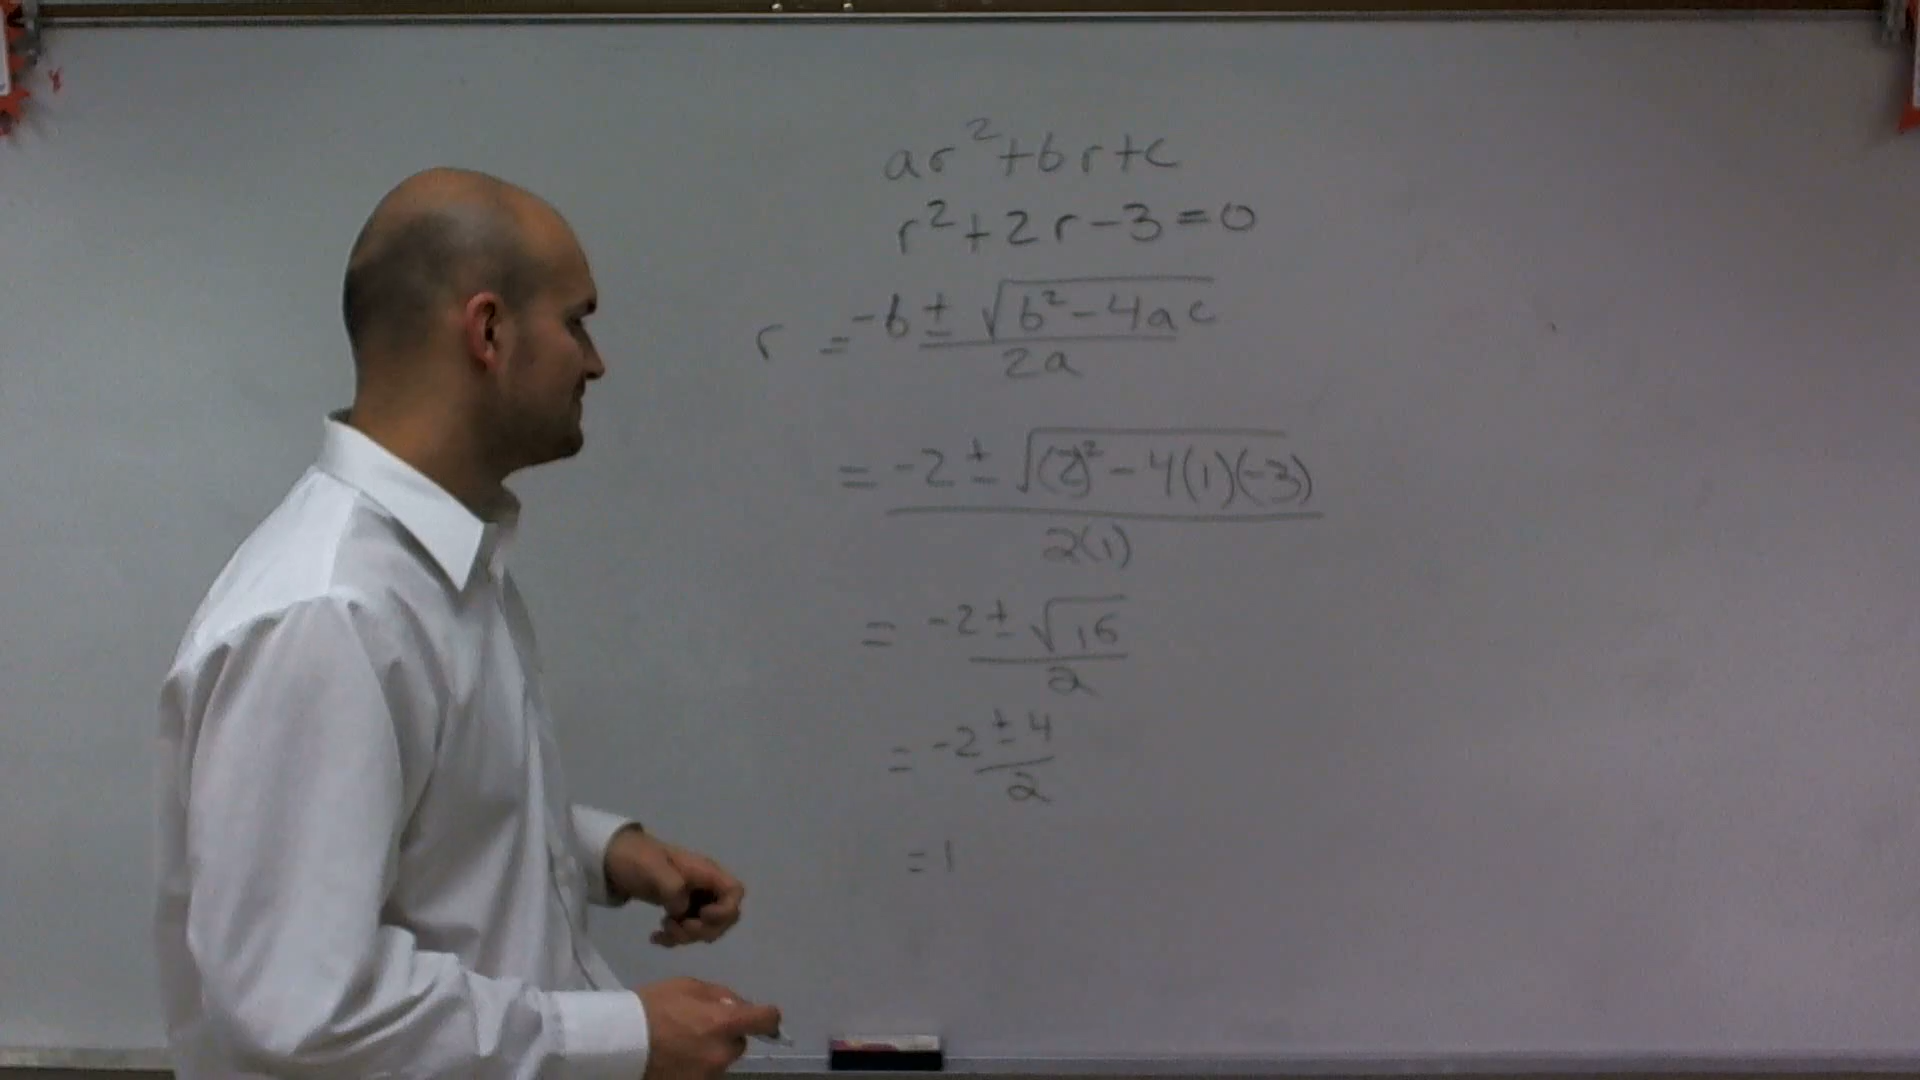 ar²+br+c
r²+2r-3=0
r = -b ± √b²-4ac / 2a
= -2 ± √(2)²-4(1)(-3) / 2(1)
= -2 ± √16 / 2
= -2 ± 4 / 2
= 1